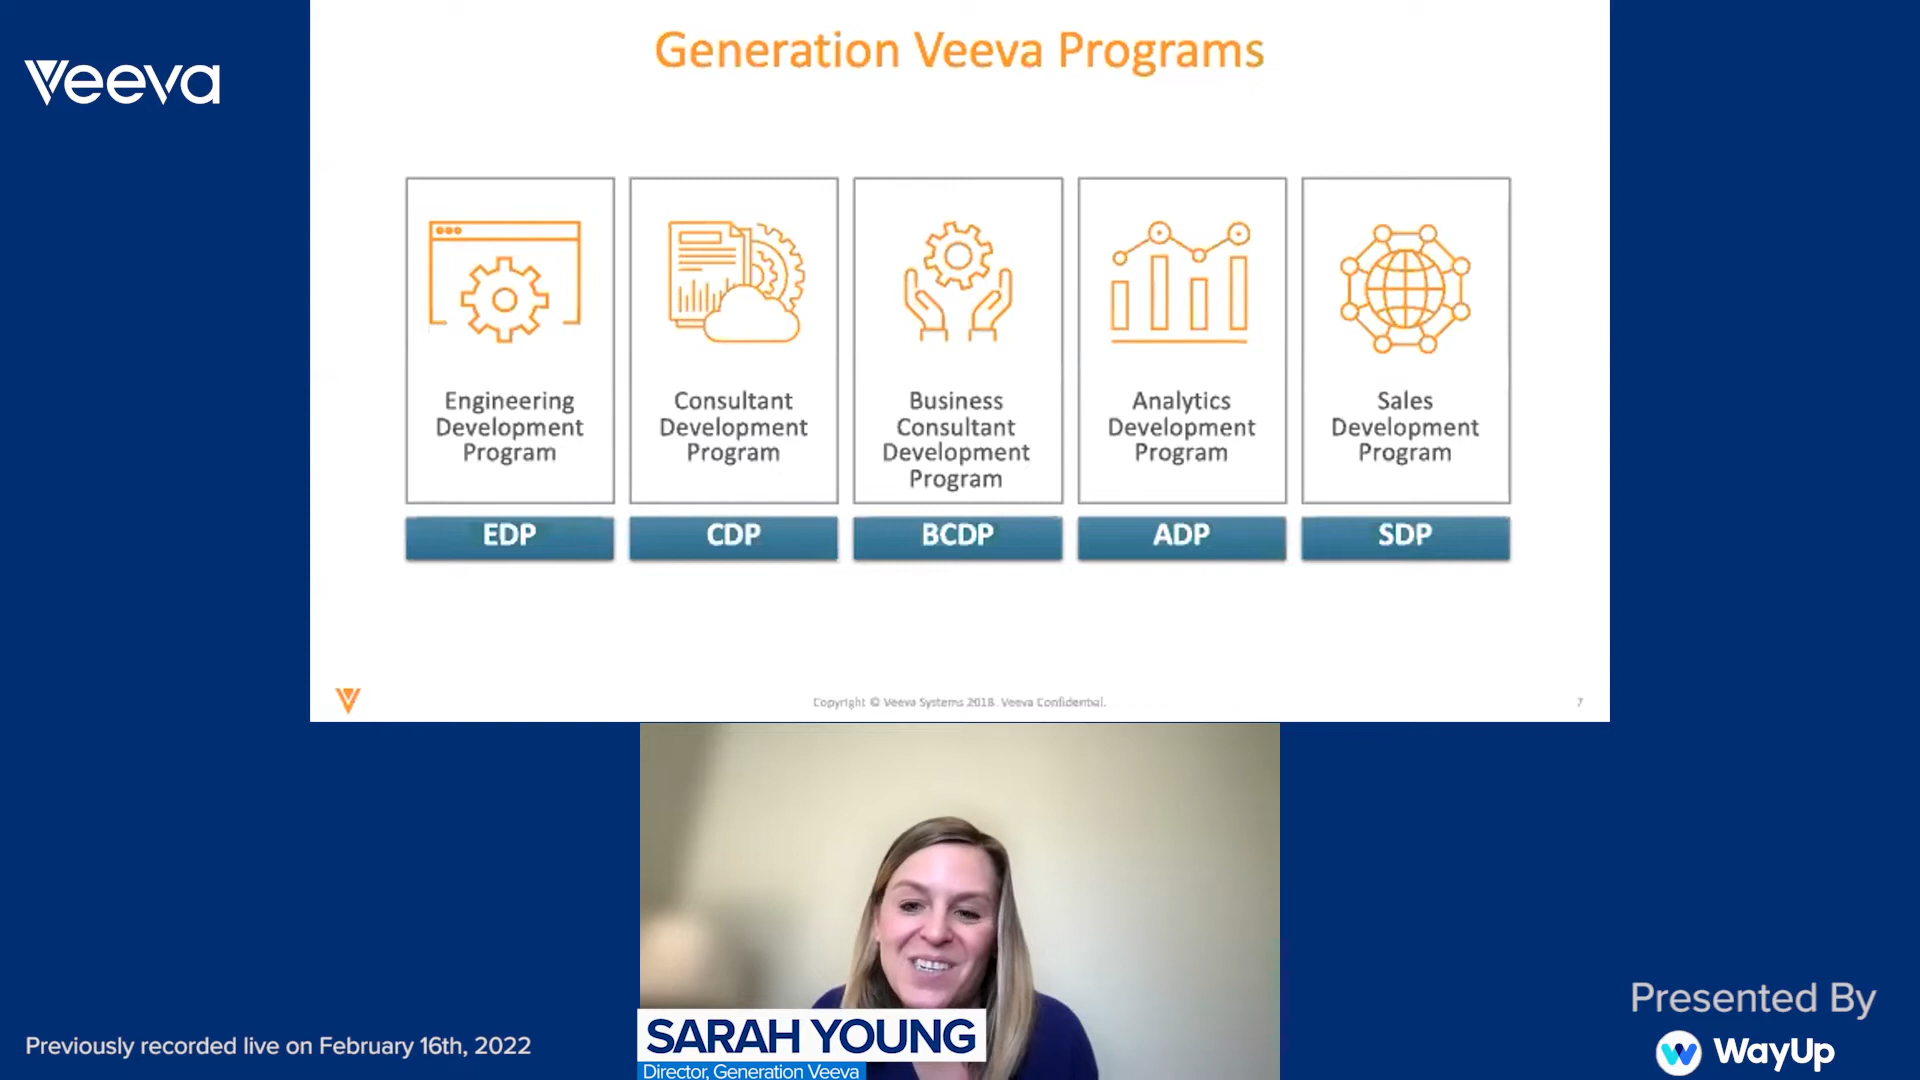 Veeva
Generation Veeva Programs
Engineering
Development
Program
EDP
Consultant
Development
Program
CDP
Business
Consultant
Development
Program
BCDP
Analytics
Development
Program
ADP
Sales
Development
Program
SDP
Copyright © Veeva Systems 2018. Veeva Confidential.
7
SARAH YOUNG
Director, Generation Veeva
Previously recorded live on February 16th, 2022
Presented By
WayUp